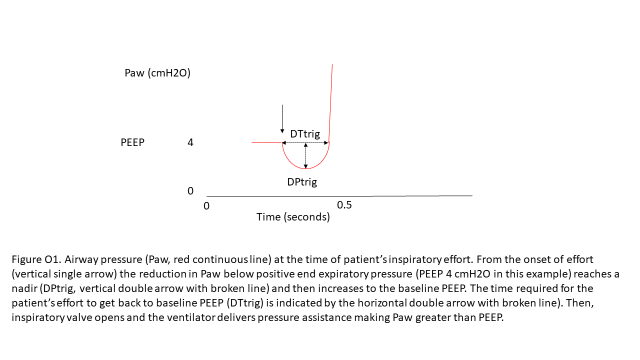 Paw (cmH2O)
DTtrig
PEEP 4
DPtrig
0
0 0.5
Time (seconds)
Figure O1. Airway pressure (Paw, red continuous line) at the time of patient's inspiratory effort. From the onset of effort
(vertical single arrow) the reduction in Paw below positive end expiratory pressure (PEEP 4 cmH2O in this example) reaches a
nadir (DPtrig, vertical double arrow with broken line) and then increases to the baseline PEEP. The time required for the
patient's effort to get back to baseline PEEP (DTtrig) is indicated by the horizontal double arrow with broken line). Then,
inspiratory valve opens and the ventilator delivers pressure assistance making Paw greater than PEEP.